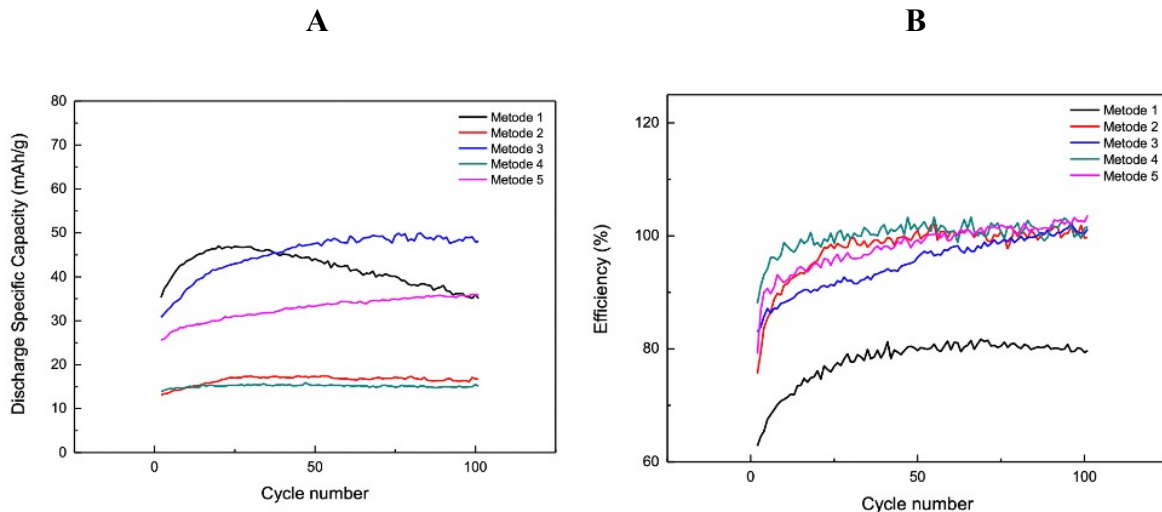 A
B
80
70
60
50
40
30
20
10
0
Discharge Specific Capacity (mAh/g)
Metode 1
Metode 2
Metode 3
Metode 4
Metode 5
0
50
100
Cycle number
120
100
80
60
Efficiency (%)
Metode 1
Metode 2
Metode 3
Metode 4
Metode 5
0
50
100
Cycle number